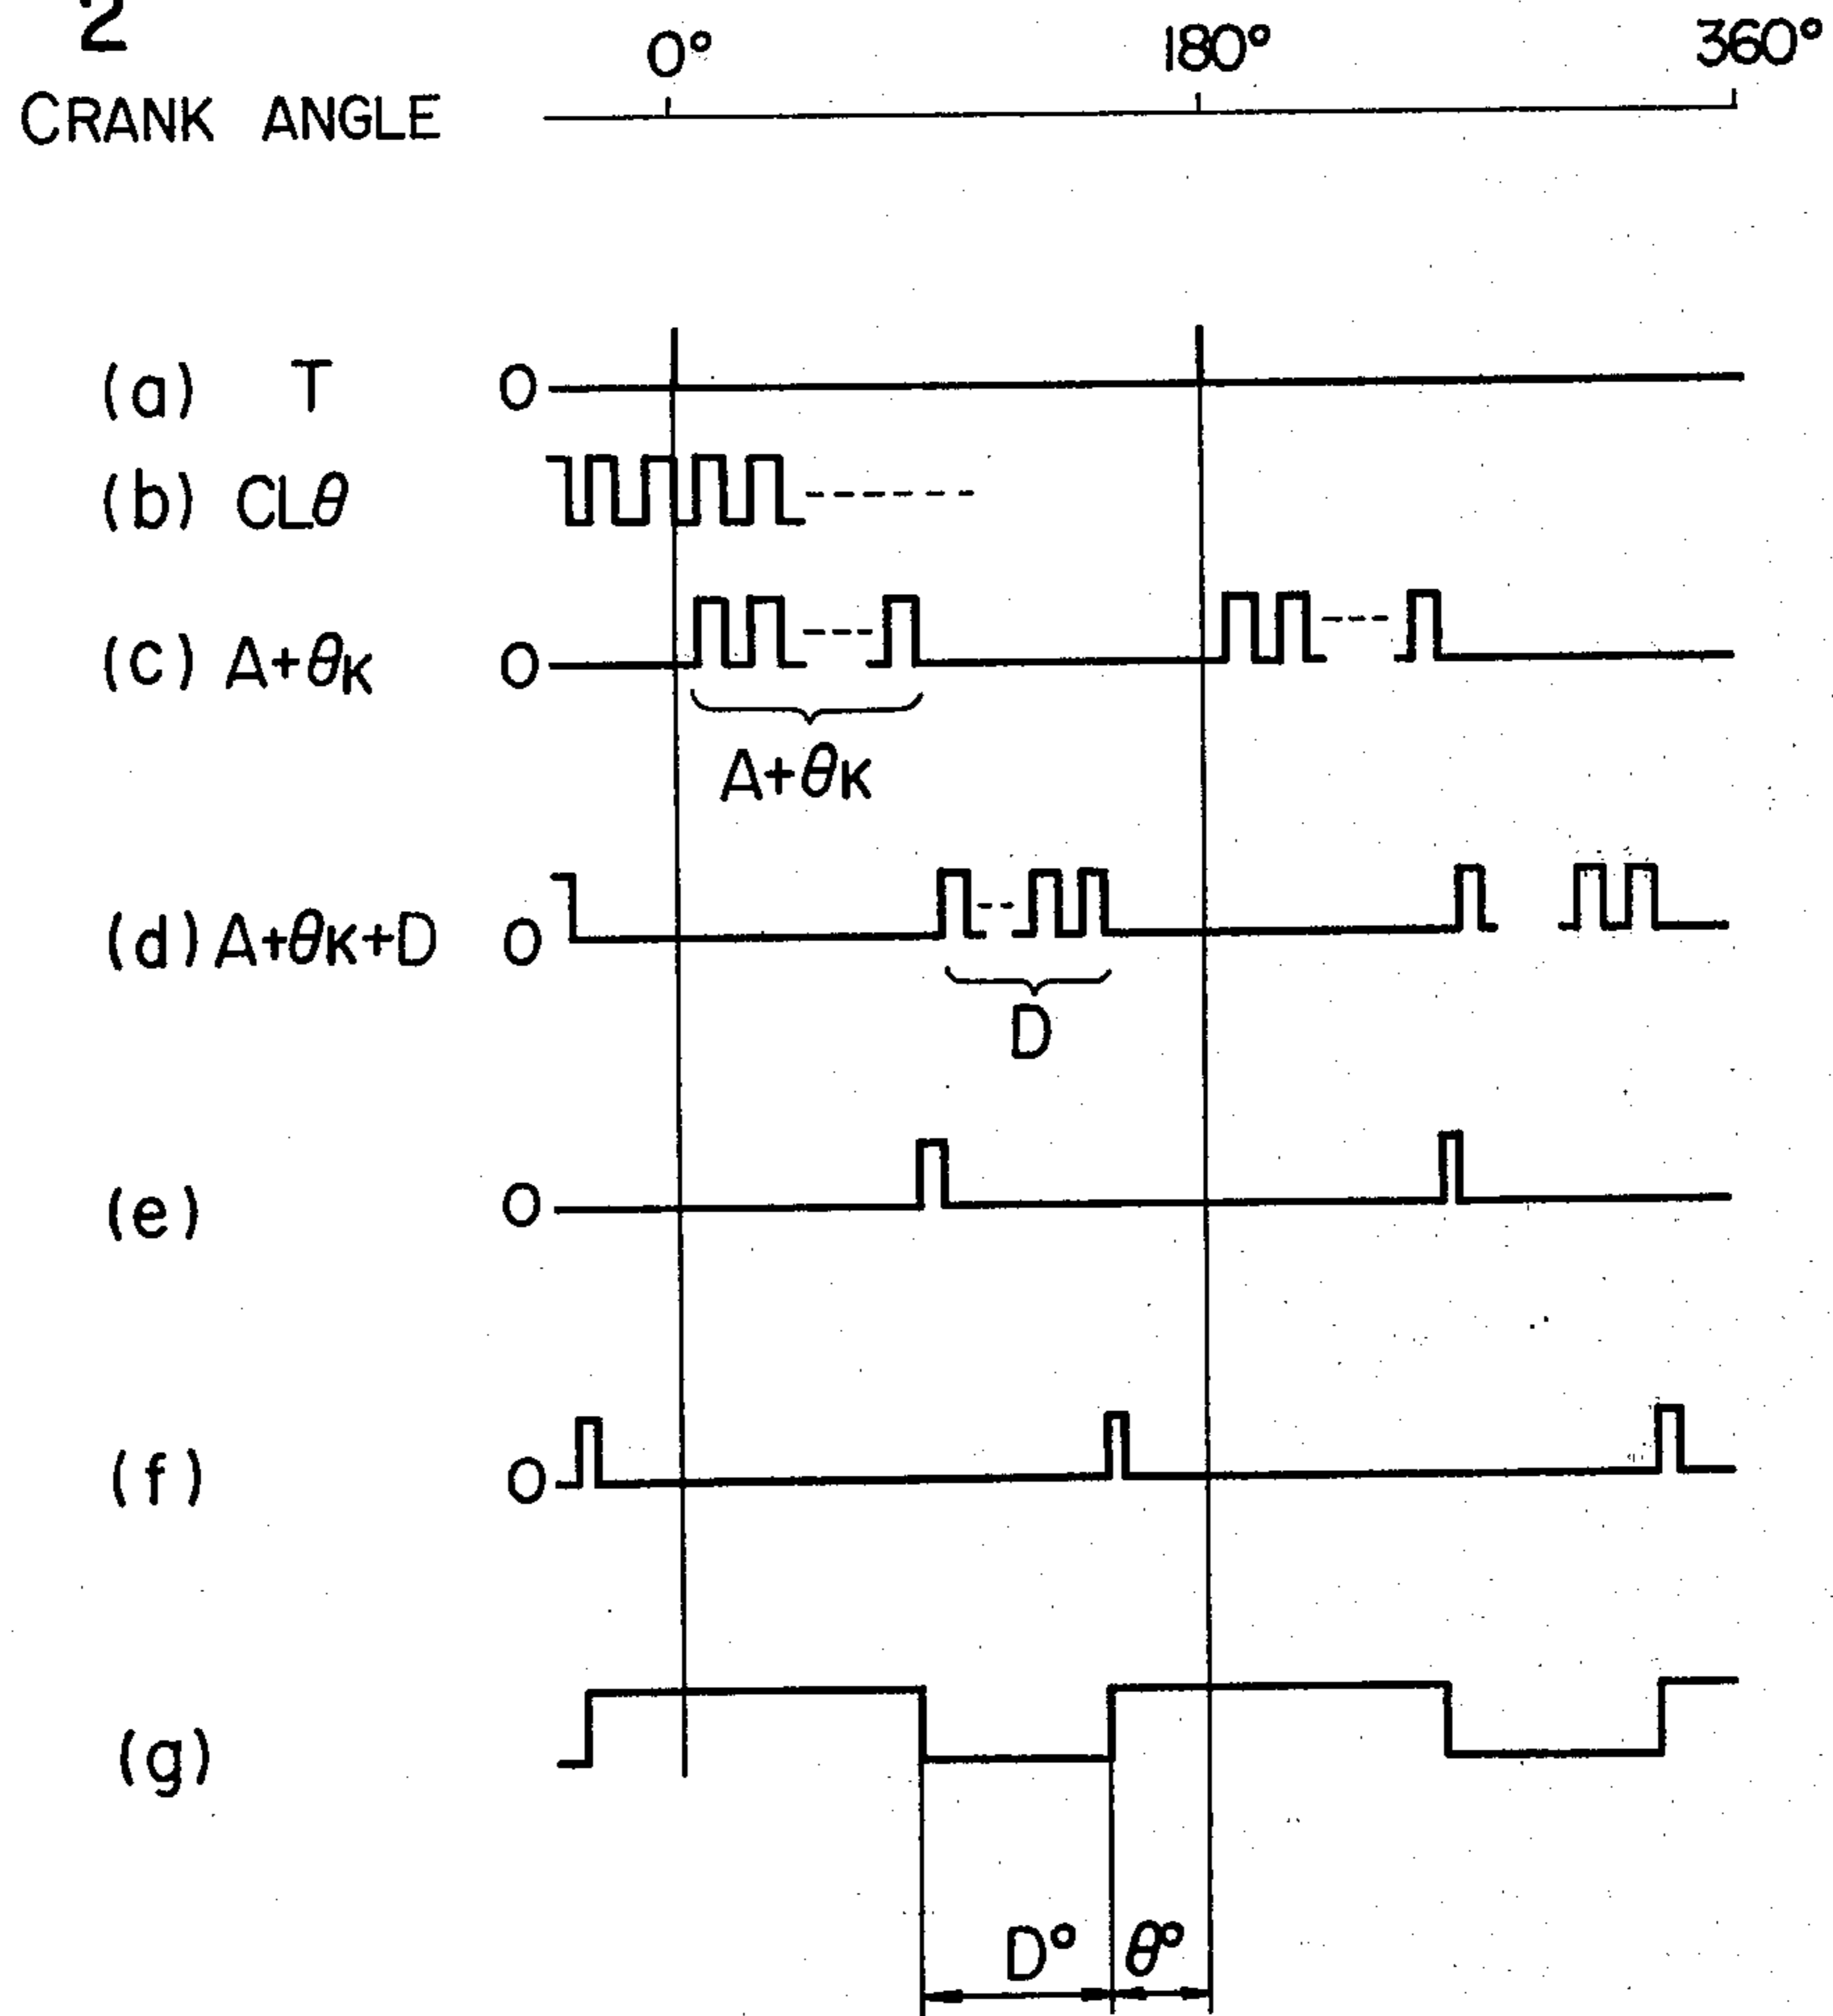 2
0° 180° 360°
CRANK ANGLE
(a) T 0
(b) CLθ
(c) A+θK 0
A+θK
(d) A+θK+D 0
D
(e) 0
(f) 0
(g)
D° θ°